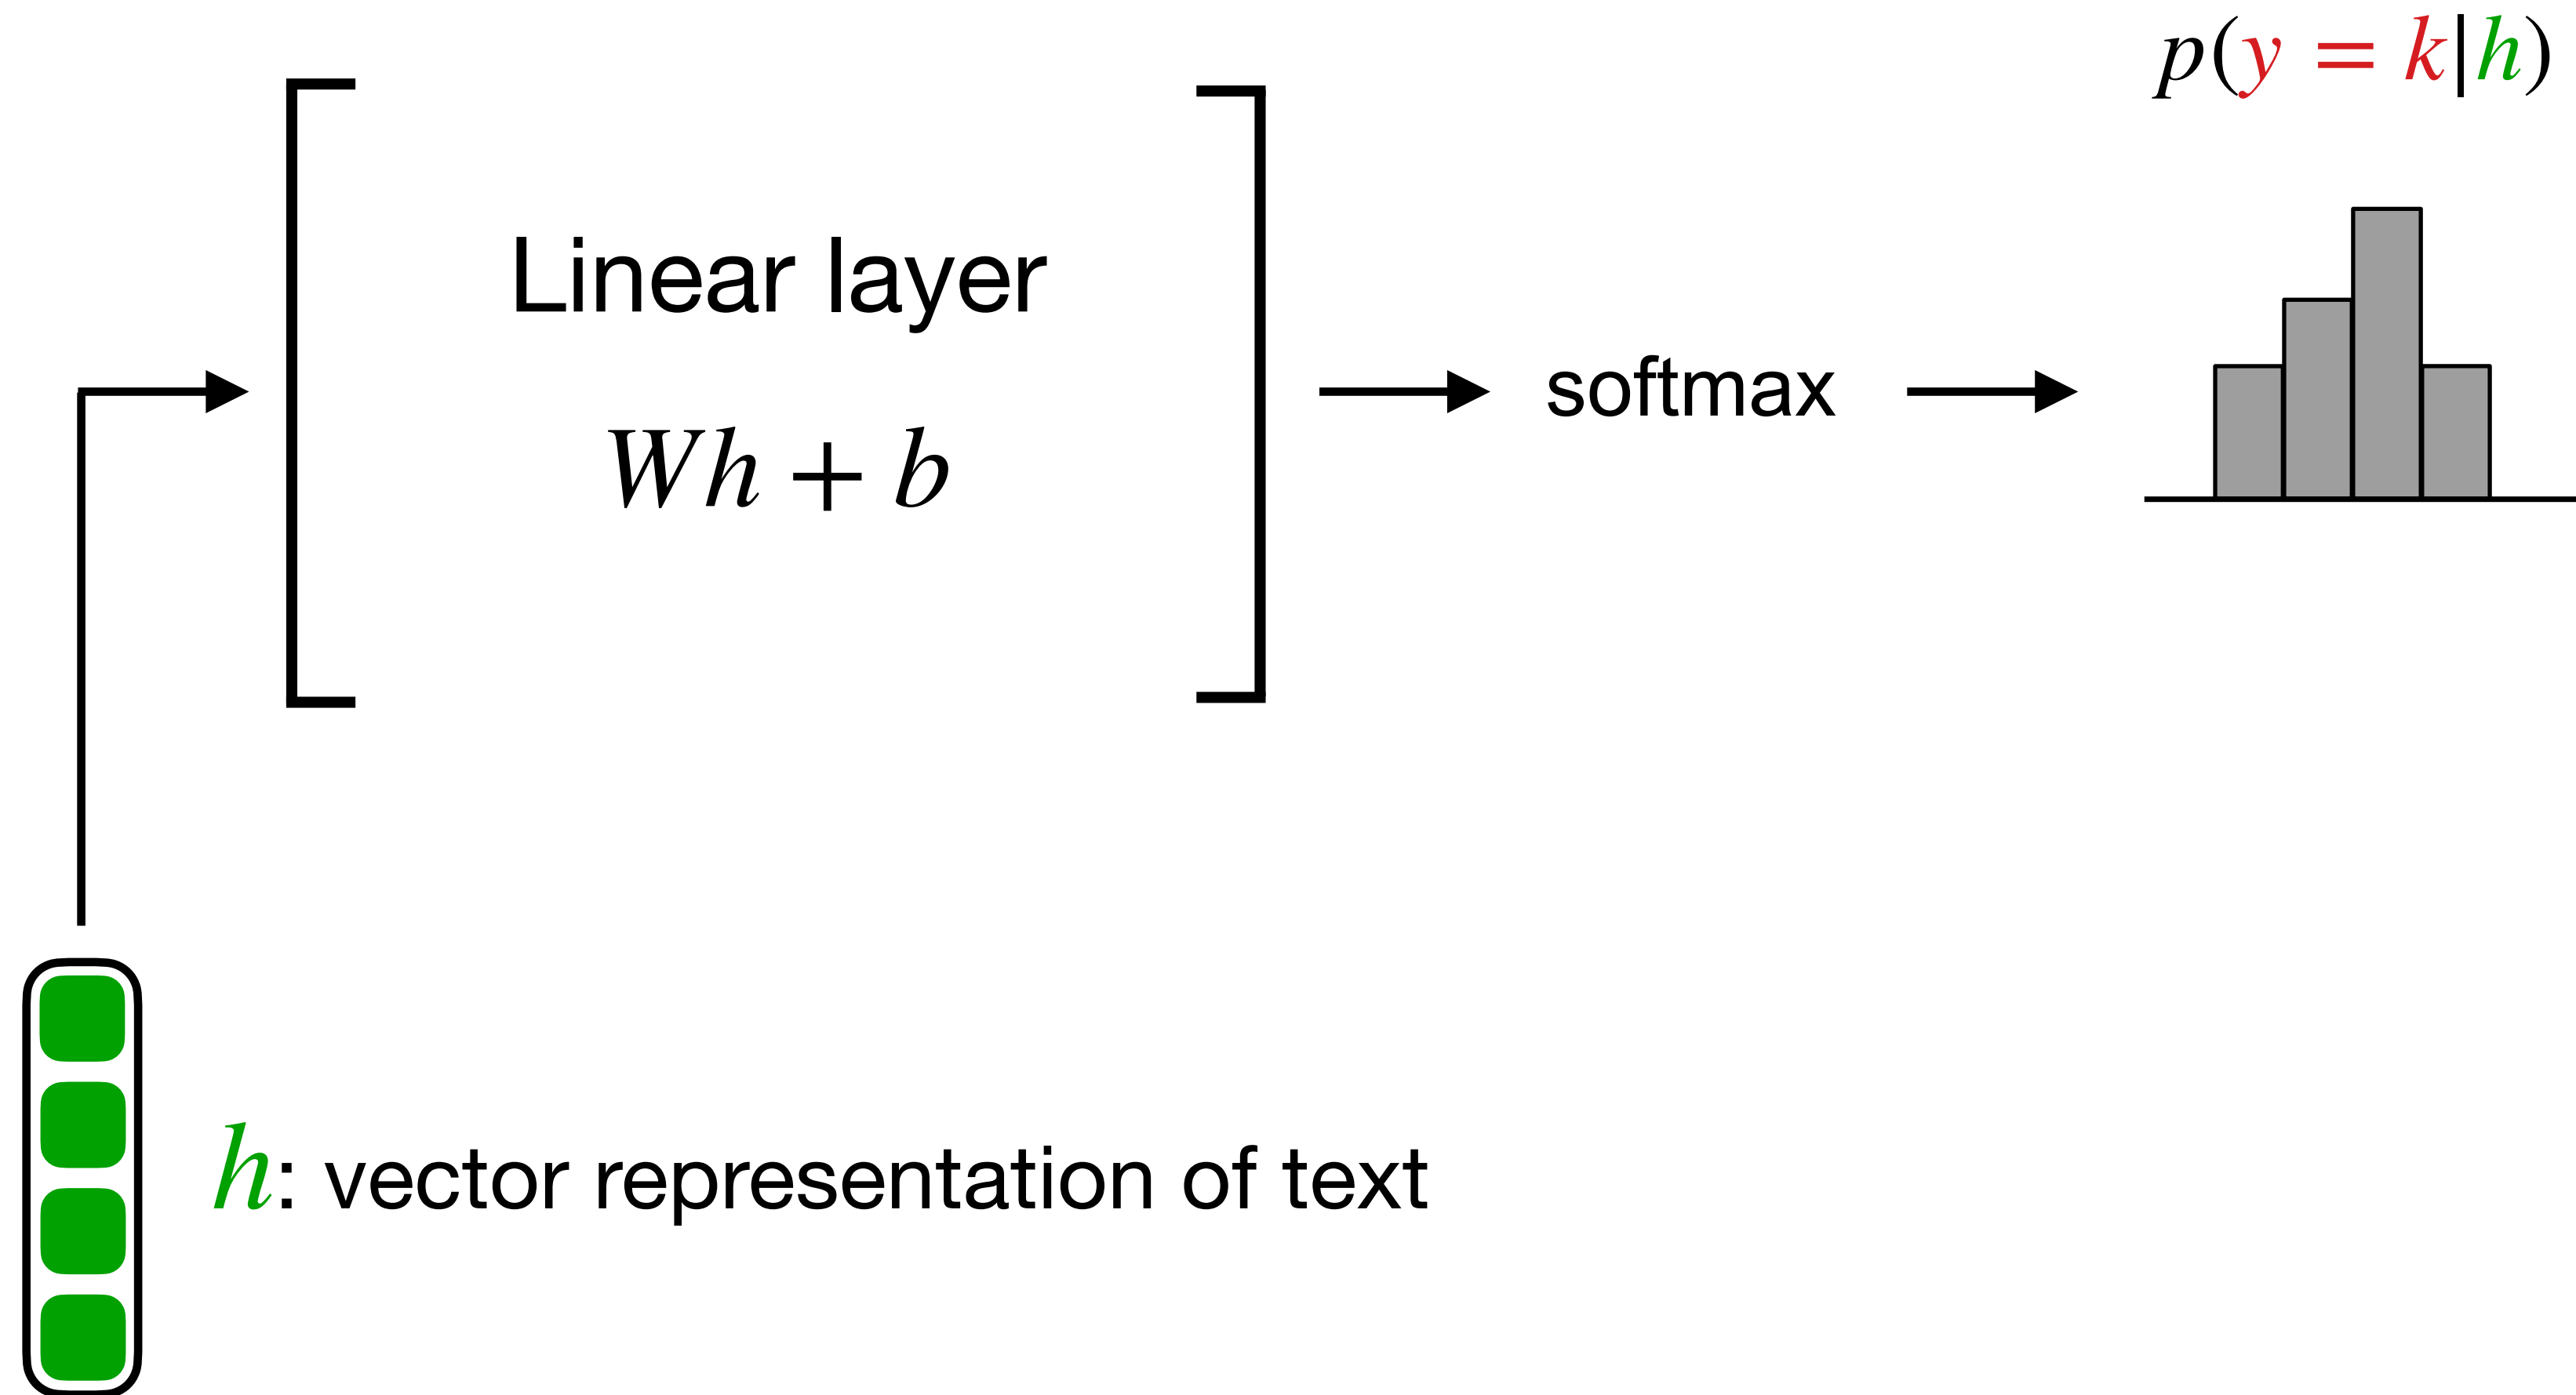 p(y = k|h)
Linear layer
Wh + b
softmax
h: vector representation of text